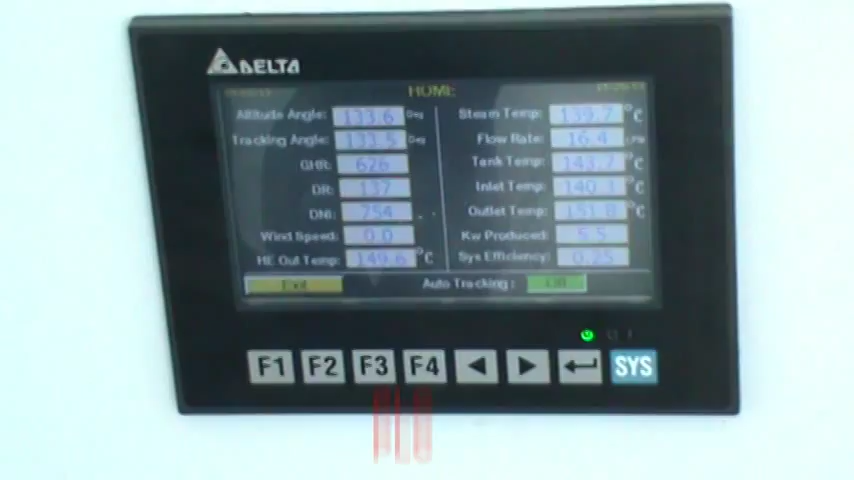 DELTA
HOME
Altitude Angle: 133.6 Deg
Tracking Angle: 133.5 Deg
GHR: 626
DR: 137
DNI: 754
Wind Speed: 0.0
HE Out Temp: 149.6 °C
Steam Temp: 139.7 °C
Flow Rate: 16.4 LPM
Tank Temp: 143.7 °C
Inlet Temp: 140.1 °C
Outlet Temp: 151.8 °C
Kw Produced: 5.5
Sys Efficiency: 0.25
Exit
Auto Tracking:
F1 F2 F3 F4 SYS